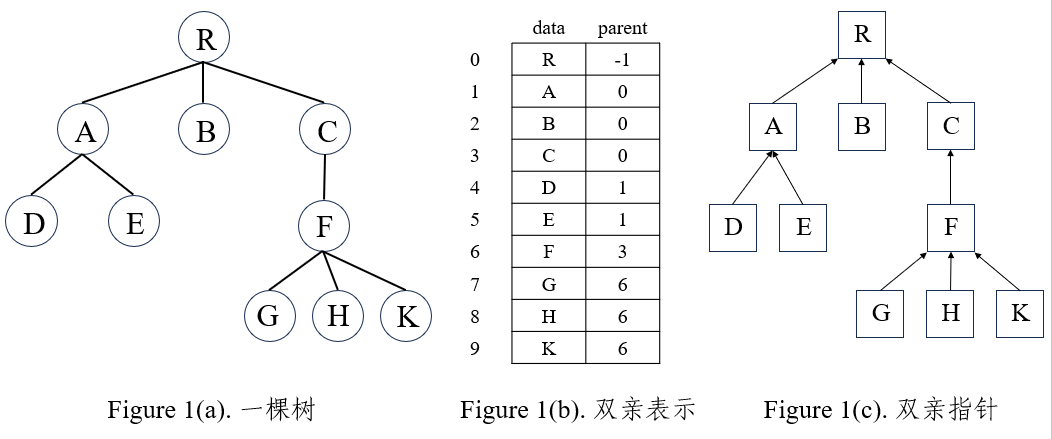 R
A B C
D E F
G H K
data parent
0 R -1
1 A 0
2 B 0
3 C 0
4 D 1
5 E 1
6 F 3
7 G 6
8 H 6
9 K 6
R
A B C
D E F
G H K
Figure 1(a). 一棵树
Figure 1(b). 双亲表示
Figure 1(c). 双亲指针